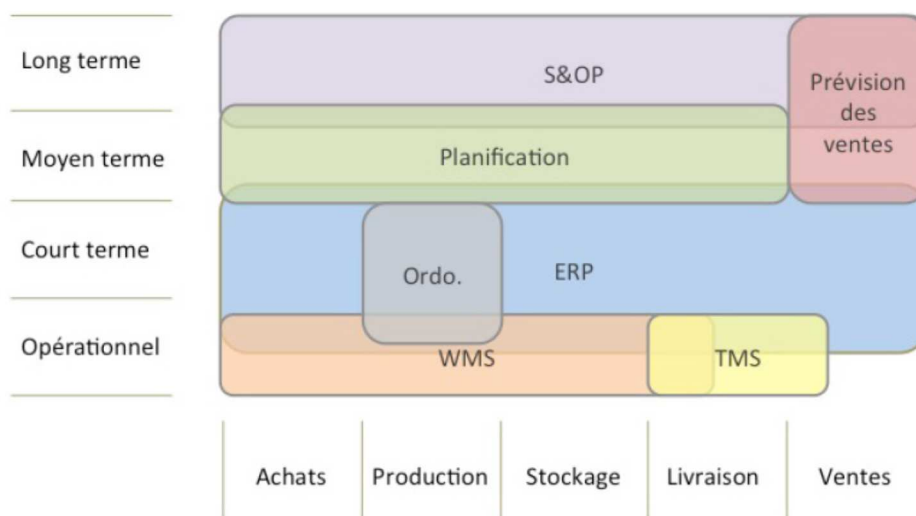 Long terme
S&OP
Prévision
des
ventes
Moyen terme
Planification
Court terme
Ordo.
ERP
Opérationnel
WMS
TMS
Achats
Production
Stockage
Livraison
Ventes